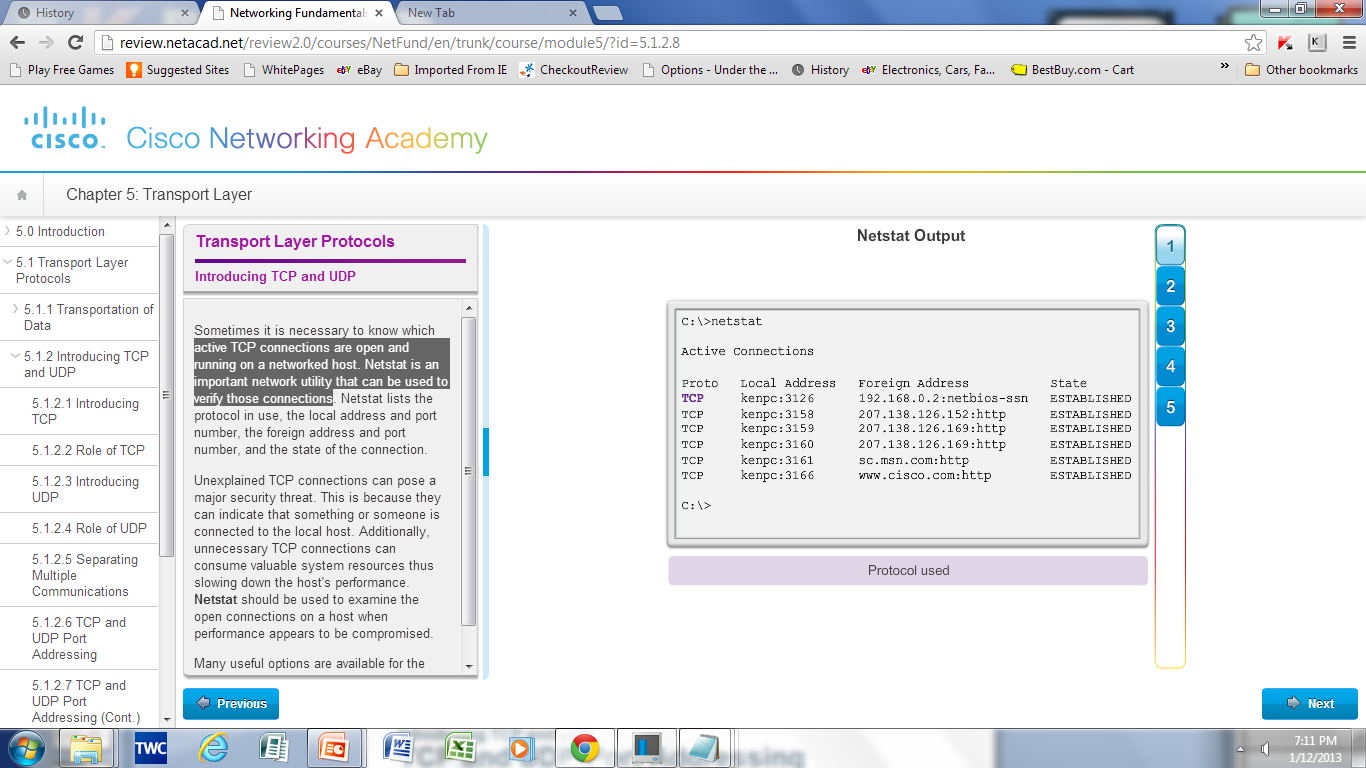 History
Networking Fundamental
New Tab
review.netacad.net/review2.0/courses/NetFund/en/trunk/course/module5/?id=5.1.2.8
Play Free Games
Suggested Sites
WhitePages
eBay
Imported From IE
CheckoutReview
Options - Under the ...
History
Electronics, Cars, Fa...
BestBuy.com - Cart
»
Other bookmarks
CISCO. Cisco Networking Academy
Chapter 5: Transport Layer
5.0 Introduction
5.1 Transport Layer
Protocols
5.1.1 Transportation of
Data
5.1.2 Introducing TCP
and UDP
5.1.2.1 Introducing
TCP
5.1.2.2 Role of TCP
5.1.2.3 Introducing
UDP
5.1.2.4 Role of UDP
5.1.2.5 Separating
Multiple
Communications
5.1.2.6 TCP and
UDP Port
Addressing
5.1.2.7 TCP and
UDP Port
Addressing (Cont.)
Transport Layer Protocols
Introducing TCP and UDP
Sometimes it is necessary to know which
active TCP connections are open and
running on a networked host. Netstat is an
important network utility that can be used to
verify those connections. Netstat lists the
protocol in use, the local address and port
number, the foreign address and port
number, and the state of the connection.
Unexplained TCP connections can pose a
major security threat. This is because they
can indicate that something or someone is
connected to the local host. Additionally,
unnecessary TCP connections can
consume valuable system resources thus
slowing down the host's performance.
Netstat should be used to examine the
open connections on a host when
performance appears to be compromised.
Many useful options are available for the
Previous
Netstat Output
C:\>netstat
Active Connections
Proto Local Address Foreign Address State
TCP kenpc:3126 192.168.0.2:netbios-ssn ESTABLISHED
TCP kenpc:3158 207.138.126.152:http ESTABLISHED
TCP kenpc:3159 207.138.126.169:http ESTABLISHED
TCP kenpc:3160 207.138.126.169:http ESTABLISHED
TCP kenpc:3161 sc.msn.com:http ESTABLISHED
TCP kenpc:3166 www.cisco.com:http ESTABLISHED
C:\>
Protocol used
1
2
3
4
5
Next
TWC
7:11 PM
1/12/2013